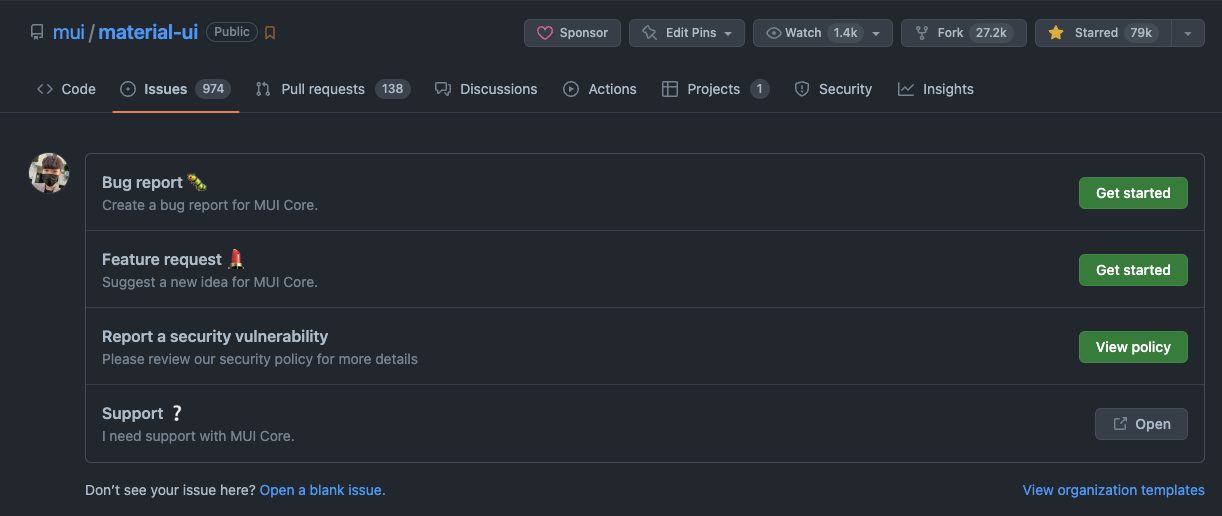 mui / material-ui Public Sponsor Edit Pins Watch 1.4k Fork 27.2k Starred 79k
Code Issues 974 Pull requests 138 Discussions Actions Projects 1 Security Insights
Bug report 🐛
Create a bug report for MUI Core.
Get started
Feature request 💄
Suggest a new idea for MUI Core.
Get started
Report a security vulnerability
Please review our security policy for more details
View policy
Support ❔
I need support with MUI Core.
Open
Don’t see your issue here? Open a blank issue.
View organization templates